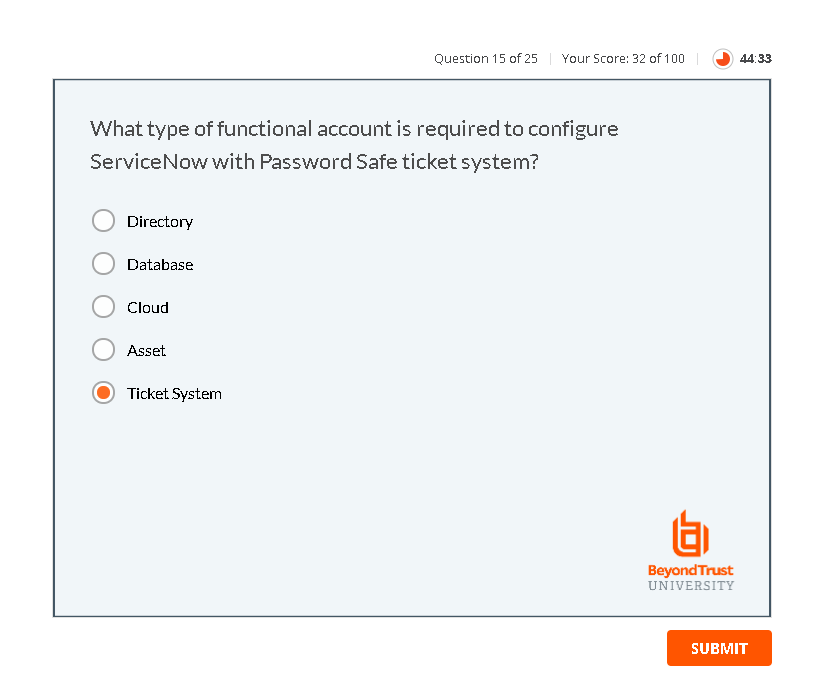 Question 15 of 25 | Your Score: 32 of 100 | 44:33
What type of functional account is required to configure
ServiceNow with Password Safe ticket system?
Directory
Database
Cloud
Asset
Ticket System
BeyondTrust
UNIVERSITY
SUBMIT